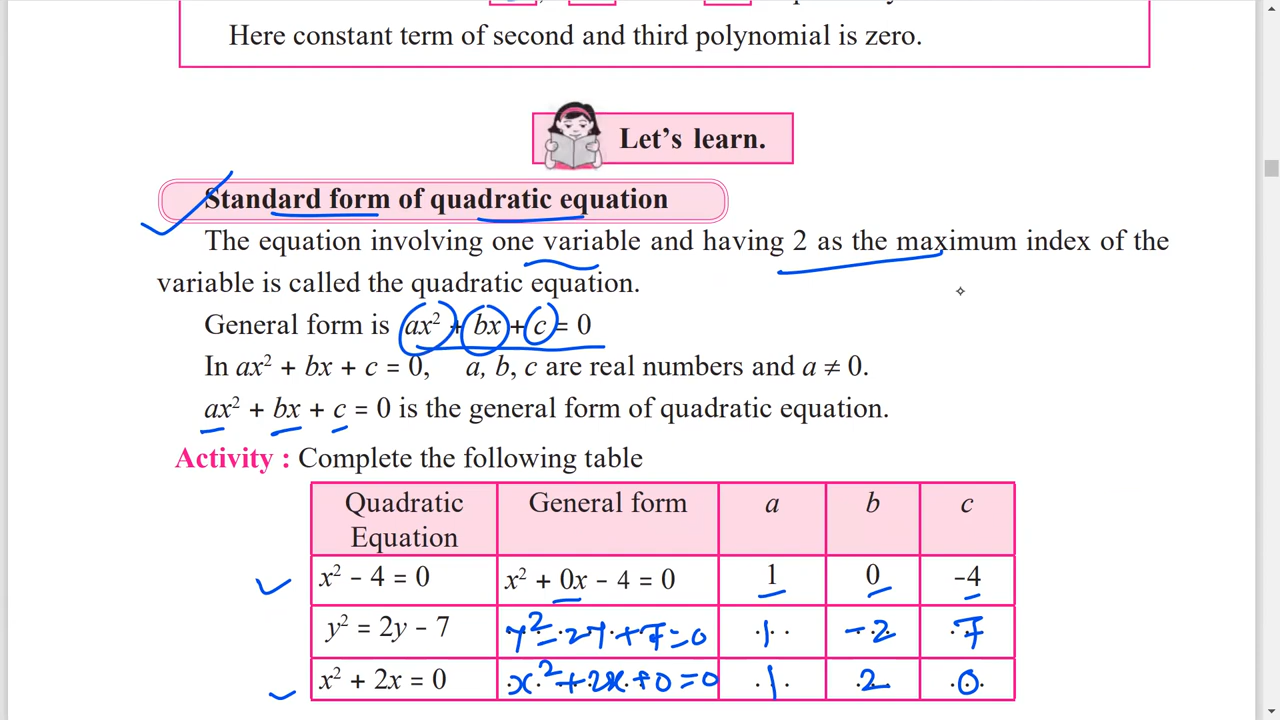 Here constant term of second and third polynomial is zero.
Let's learn.
Standard form of quadratic equation
The equation involving one variable and having 2 as the maximum index of the
variable is called the quadratic equation.
General form is ax² + bx + c = 0
In ax² + bx + c = 0, a, b, c are real numbers and a ≠ 0.
ax² + bx + c = 0 is the general form of quadratic equation.
Activity : Complete the following table
Quadratic Equation General form a b c
x² - 4 = 0 x² + 0x - 4 = 0 1 0 -4
y² = 2y - 7 y² - 2y + 7 = 0 1 -2 7
x² + 2x = 0 x² + 2x + 0 = 0 1 2 0